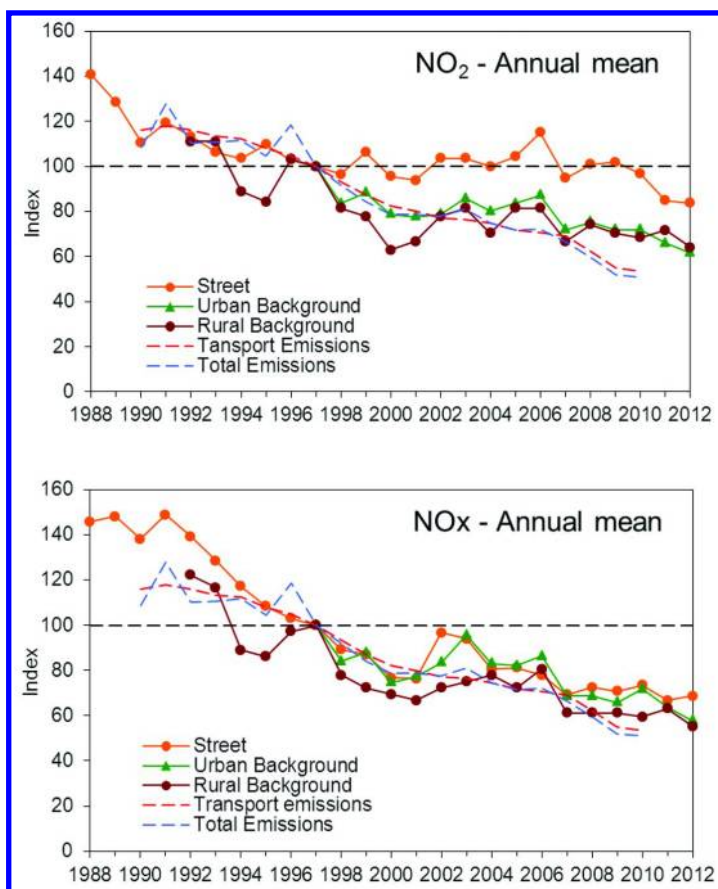 NO₂ - Annual mean
160
140
120
100
80
60
40
20
0
Index
Street
Urban Background
Rural Background
Tansport Emissions
Total Emissions
1988 1990 1992 1994 1996 1998 2000 2002 2004 2006 2008 2010 2012
NOx - Annual mean
160
140
120
100
80
60
40
20
0
Index
Street
Urban Background
Rural Background
Transport emissions
Total Emissions
1988 1990 1992 1994 1996 1998 2000 2002 2004 2006 2008 2010 2012